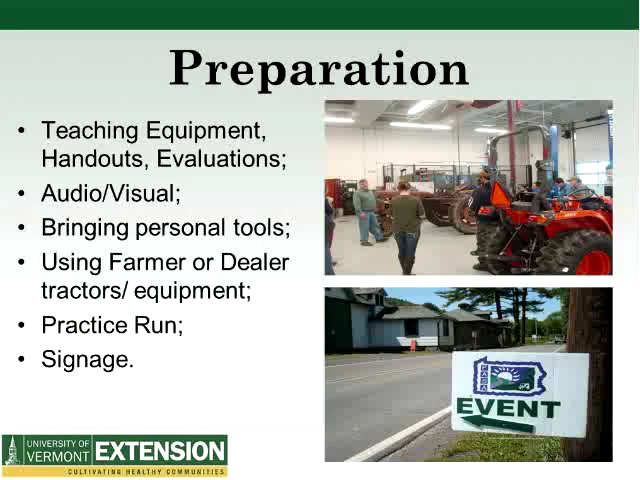 Preparation
• Teaching Equipment,
Handouts, Evaluations;
• Audio/Visual;
• Bringing personal tools;
• Using Farmer or Dealer
tractors/ equipment;
• Practice Run;
• Signage.
EVENT
UNIVERSITY OF
VERMONT
EXTENSION
CULTIVATING HEALTHY COMMUNITIES